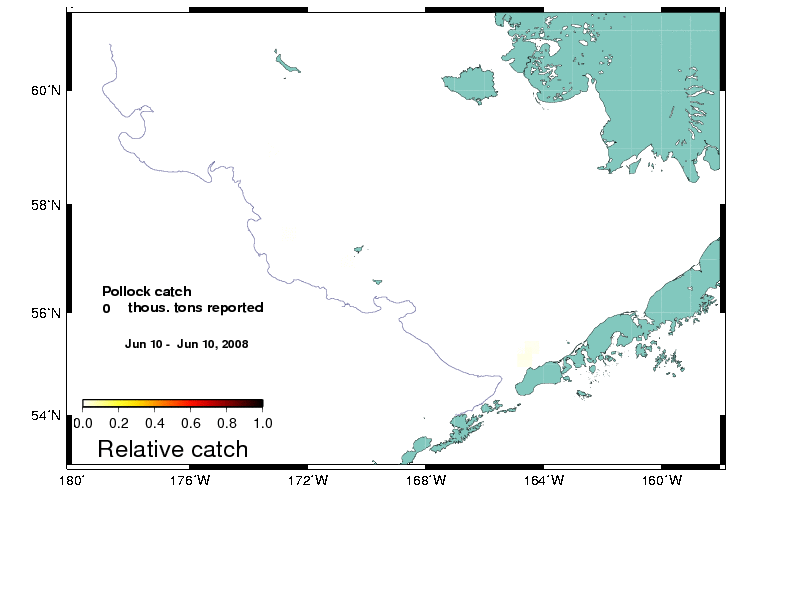 60°N
58°N
Pollock catch
0 thous. tons reported
56°N
Jun 10 - Jun 10, 2008
54°N
0.0 0.2 0.4 0.6 0.8 1.0
Relative catch
180° 176°W 172°W 168°W 164°W 160°W